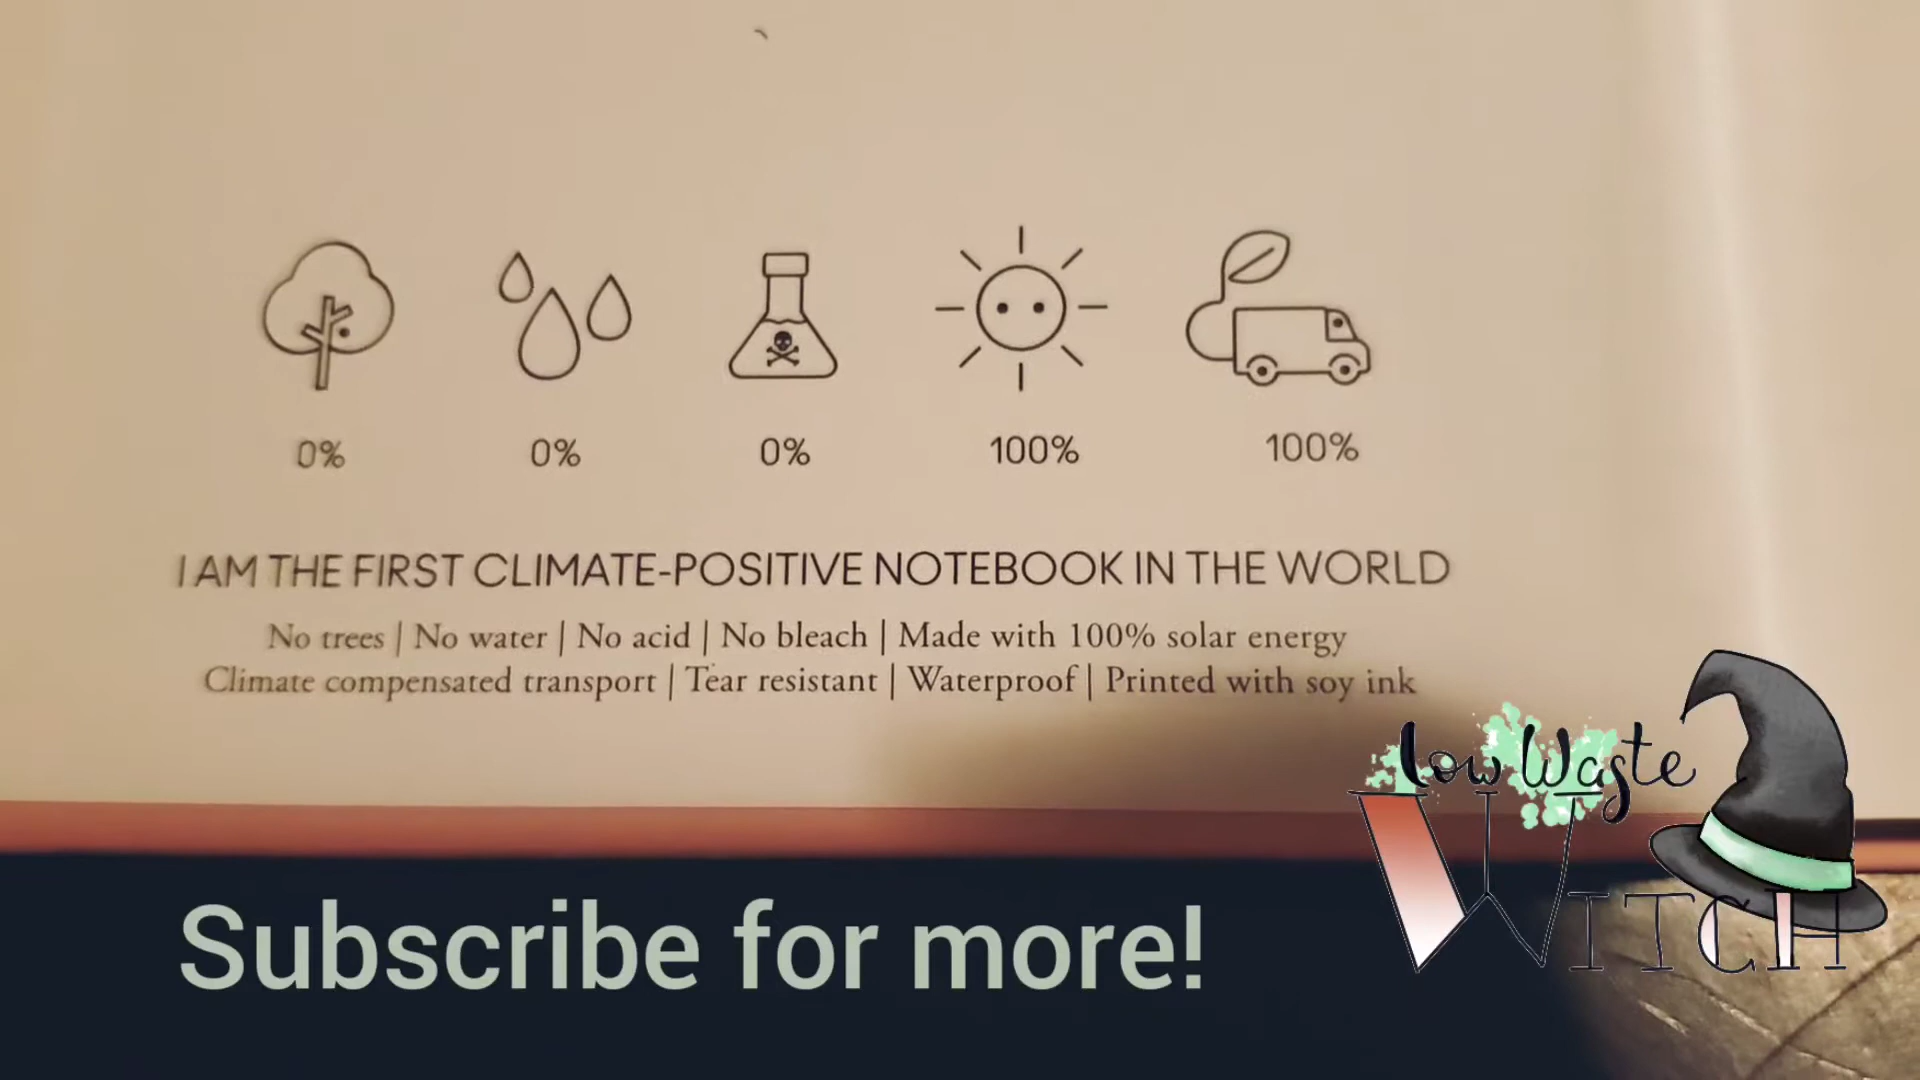 0% 0% 0% 100% 100%
I AM THE FIRST CLIMATE-POSITIVE NOTEBOOK IN THE WORLD
No trees | No water | No acid | No bleach | Made with 100% solar energy
Climate compensated transport | Tear resistant | Waterproof | Printed with soy ink
Low Waste
WITCH
Subscribe for more!